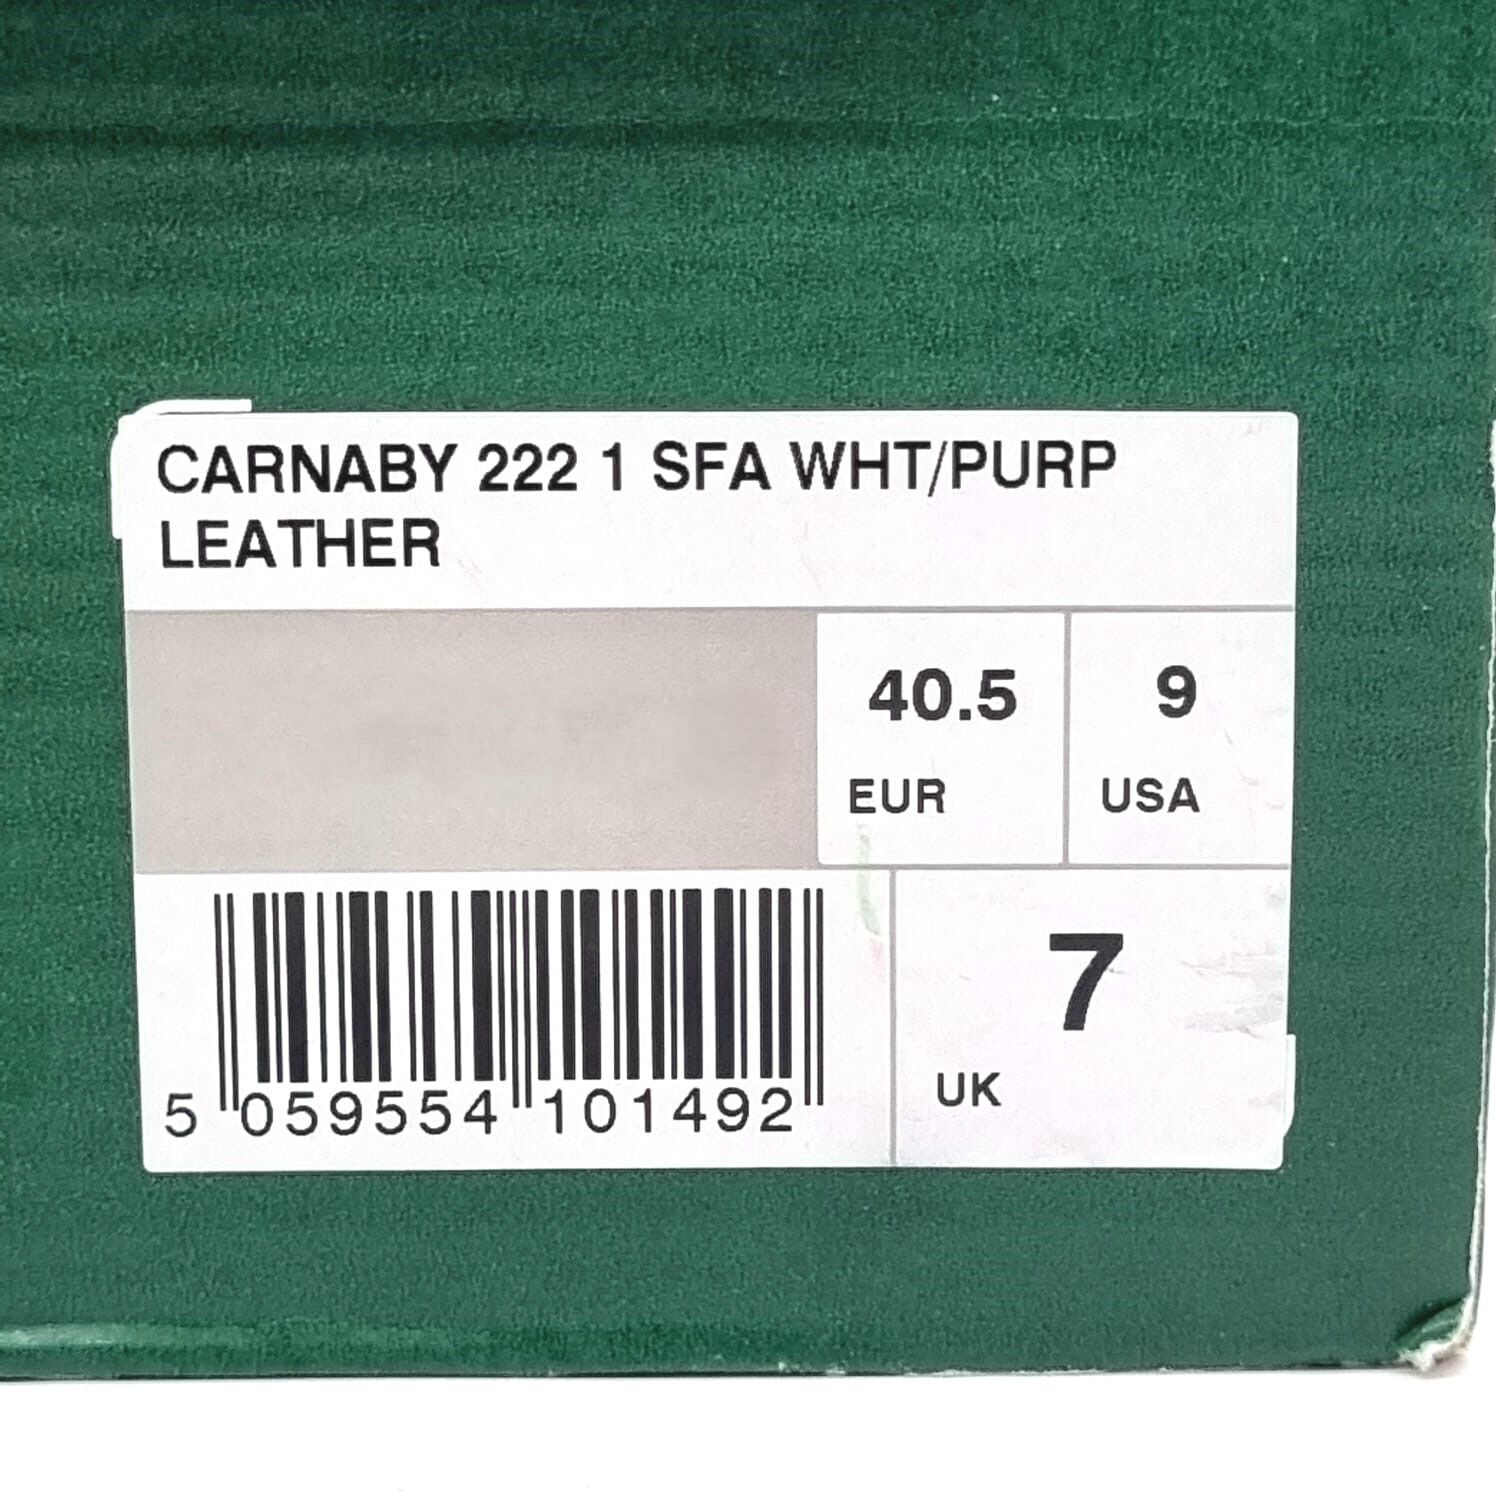 CARNABY 222 1 SFA WHT/PURP
LEATHER
40.5
EUR
9
USA
5 059554 101492
7
UK